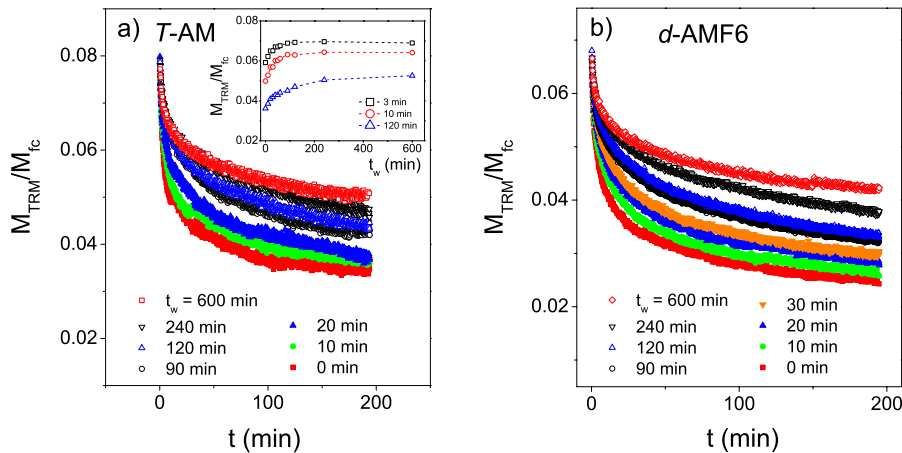 a) T-AM
M_TRM/M_fc
0.08
0.06
0.04
0.02
0 100 200
t (min)
M_TRM/M_fc
0.08
0.06
0.04
0.02
0 200 400 600
t_w (min)
3 min
10 min
120 min
t_w = 600 min
240 min
120 min
90 min
20 min
10 min
0 min
b) d-AMF6
M_TRM/M_fc
0.06
0.04
0.02
0 100 200
t (min)
t_w = 600 min
240 min
120 min
90 min
30 min
20 min
10 min
0 min